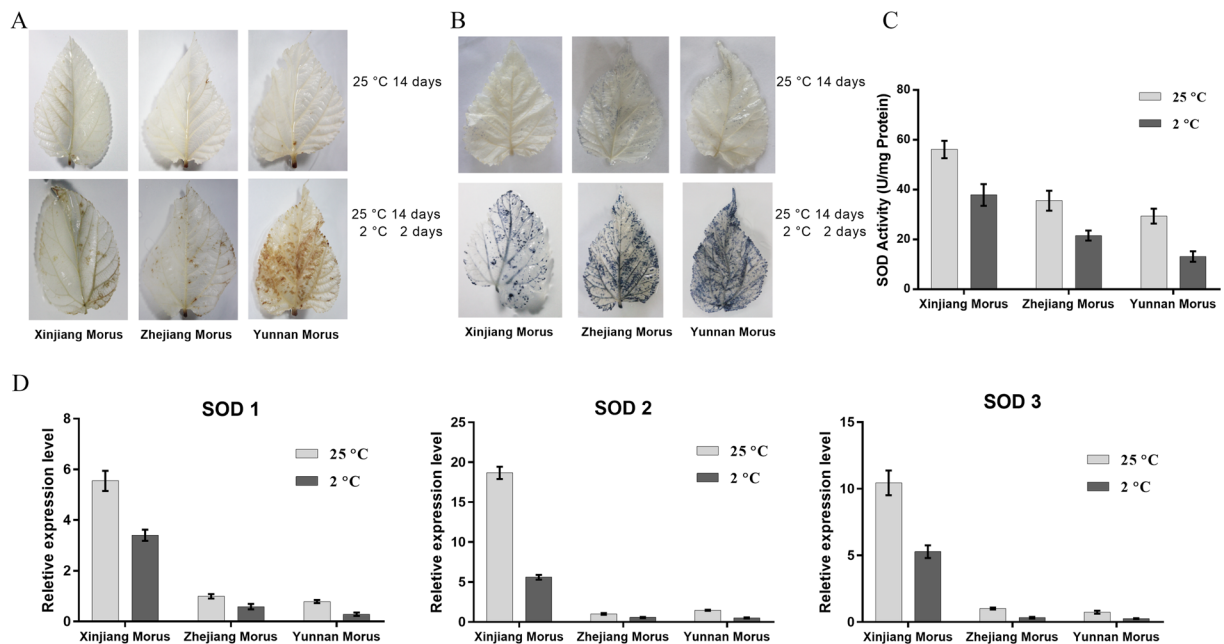 A
25 °C 14 days
25 °C 14 days
2 °C 2 days
Xinjiang Morus Zhejiang Morus Yunnan Morus
B
25 °C 14 days
25 °C 14 days
2 °C 2 days
Xinjiang Morus Zhejiang Morus Yunnan Morus
C
SOD Activity (U/mg Protein)
80
60
40
20
0
25 °C
2 °C
Xinjiang Morus Zhejiang Morus Yunnan Morus
D
SOD 1
Reletive expression level
8
6
4
2
0
25 °C
2 °C
Xinjiang Morus Zhejiang Morus Yunnan Morus
SOD 2
Reletive expression level
25
20
15
10
5
0
25 °C
2 °C
Xinjiang Morus Zhejiang Morus Yunnan Morus
SOD 3
Reletive expression level
15
10
5
0
25 °C
2 °C
Xinjiang Morus Zhejiang Morus Yunnan Morus